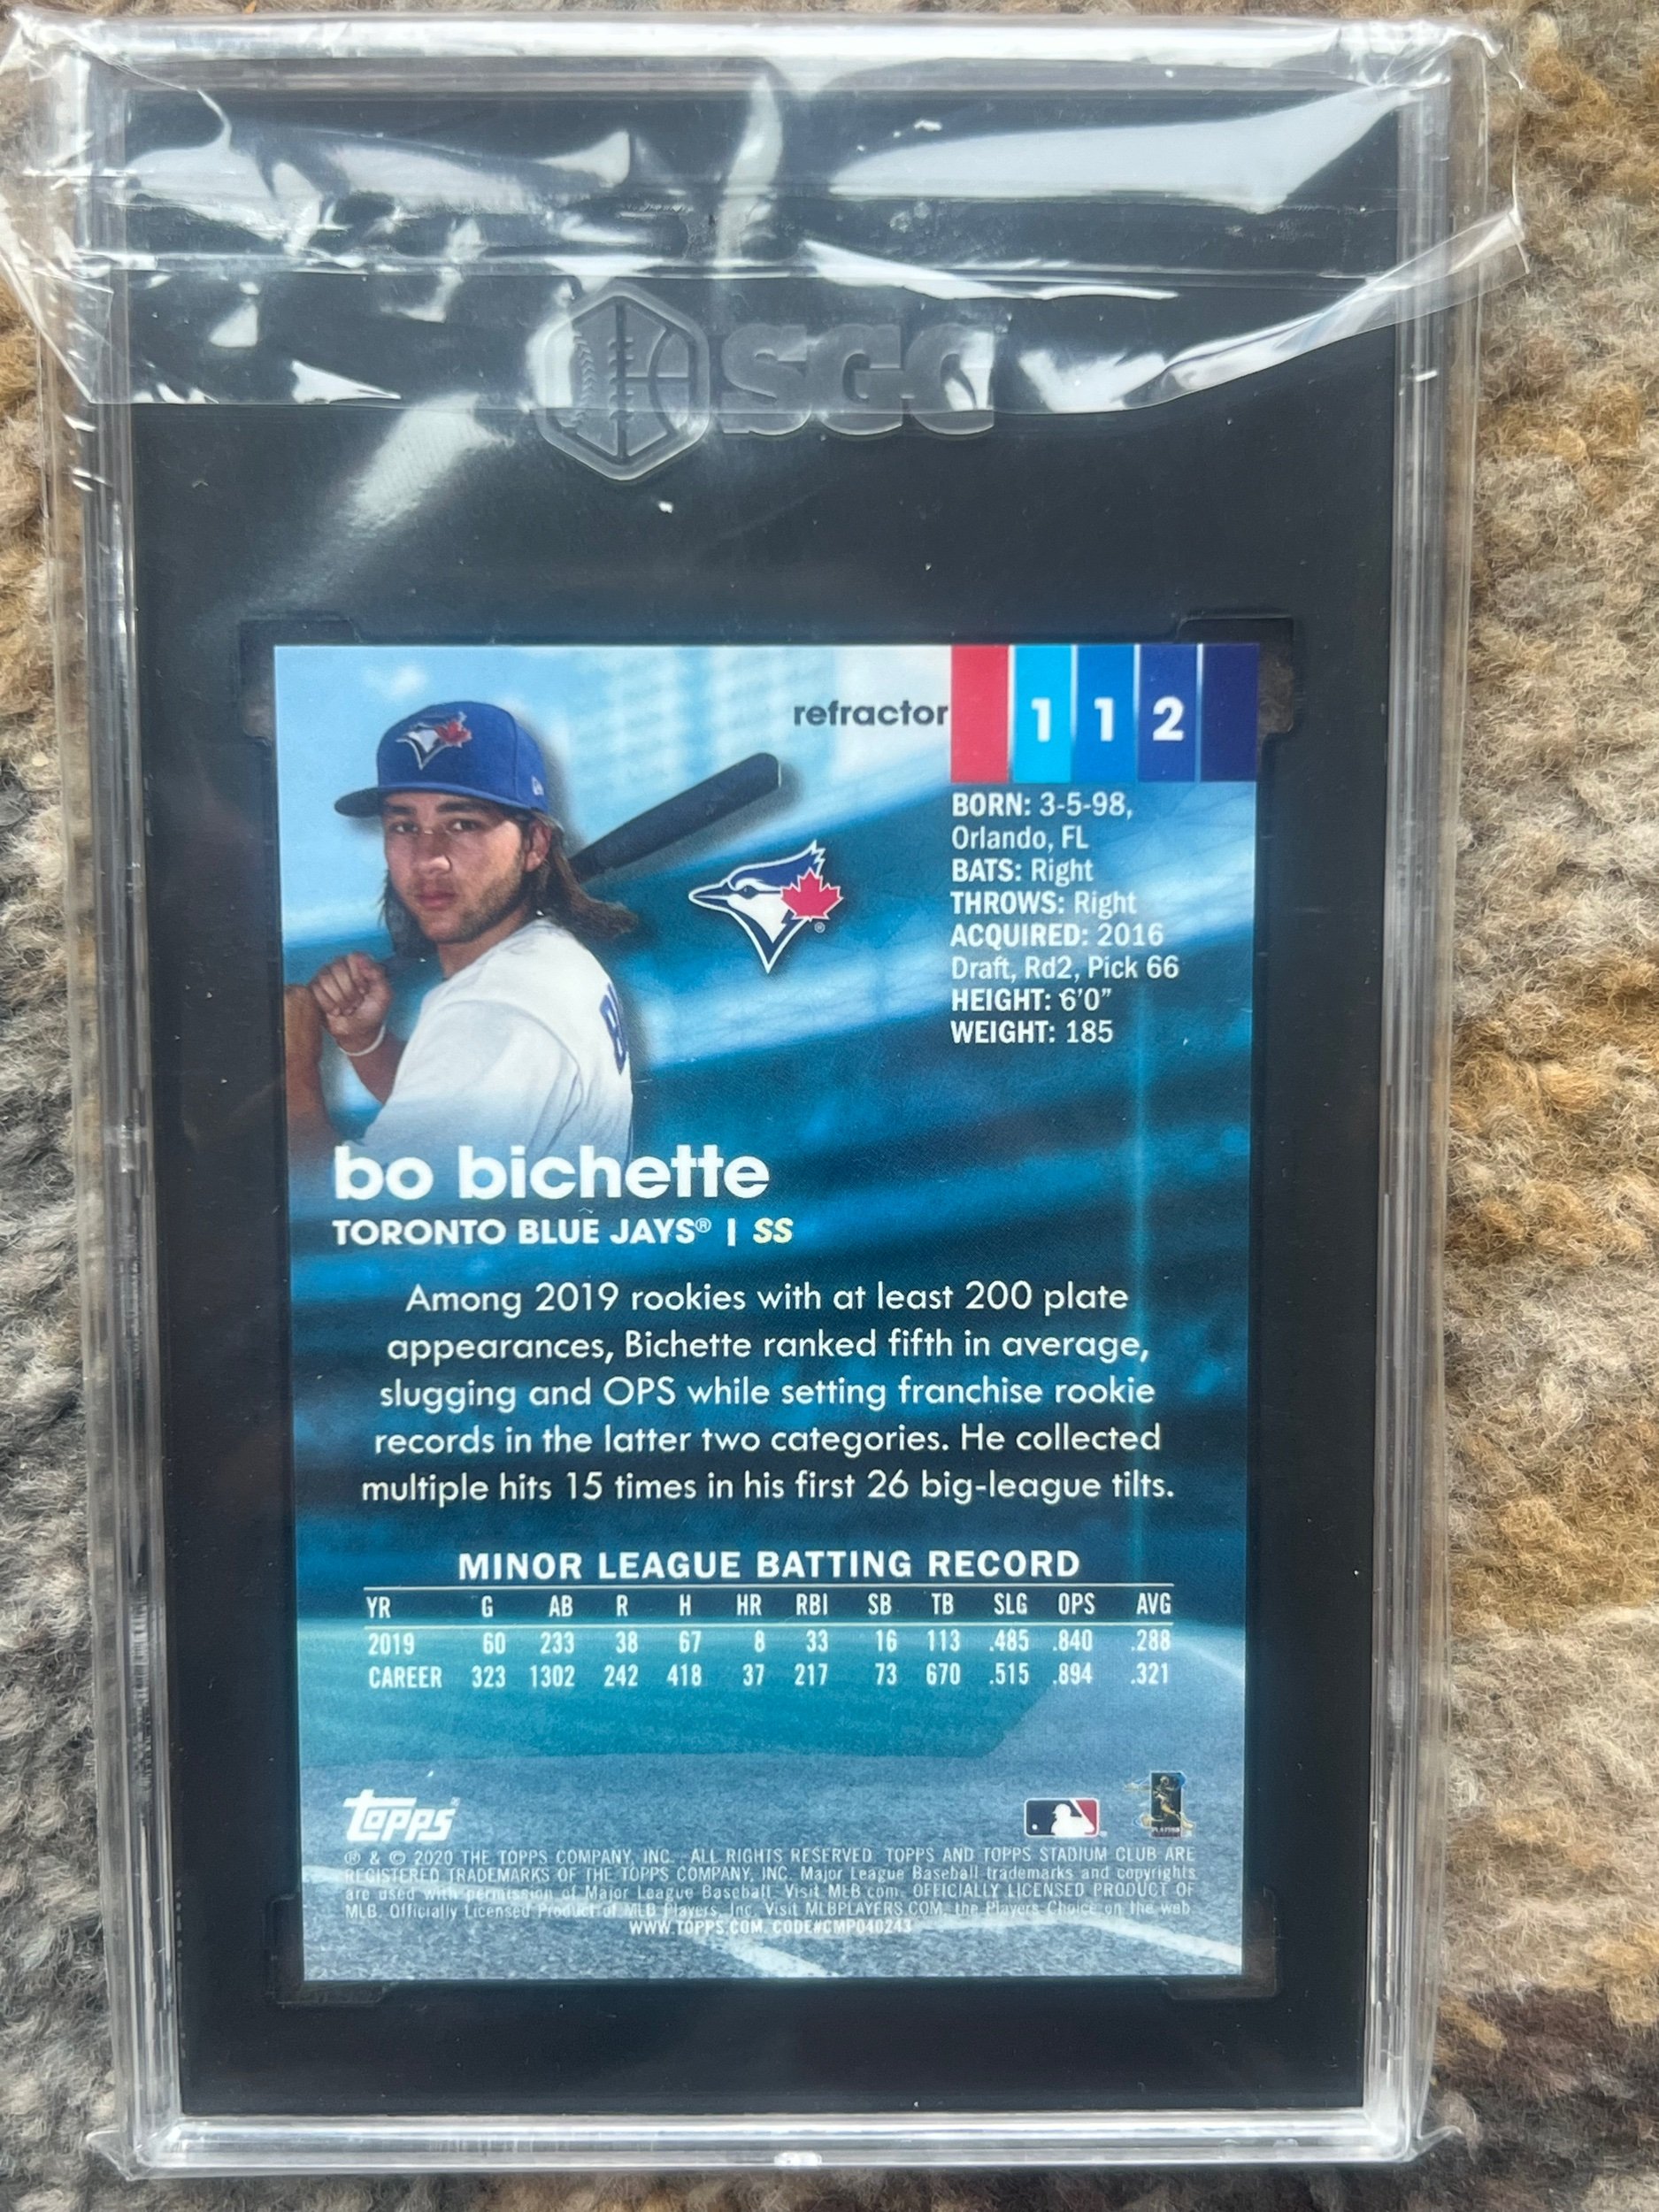 SGC
refractor 112
BORN: 3-5-98,
Orlando, FL
BATS: Right
THROWS: Right
ACQUIRED: 2016
Draft, Rd2, Pick 66
HEIGHT: 6'0"
WEIGHT: 185
bo bichette
TORONTO BLUE JAYS® | SS
Among 2019 rookies with at least 200 plate
appearances, Bichette ranked fifth in average,
slugging and OPS while setting franchise rookie
records in the latter two categories. He collected
multiple hits 15 times in his first 26 big-league tilts.
MINOR LEAGUE BATTING RECORD
YR G AB R H HR RBI SB TB SLG OPS AVG
2019 60 233 38 67 8 33 16 113 .485 .840 .288
CAREER 323 1302 242 418 37 217 73 670 .515 .894 .321
topps
® & © 2020 THE TOPPS COMPANY, INC. ALL RIGHTS RESERVED. TOPPS AND TOPPS STADIUM CLUB ARE
REGISTERED TRADEMARKS OF THE TOPPS COMPANY, INC. Major League Baseball trademarks and copyrights
are used with permission of Major League Baseball. Visit MLB.com. OFFICIALLY LICENSED PRODUCT OF
MLB. Officially Licensed Product of MLB Players, Inc. Visit MLBPLAYERS.COM, the Players Choice on the web.
WWW.TOPPS.COM. CODE#CMP040243